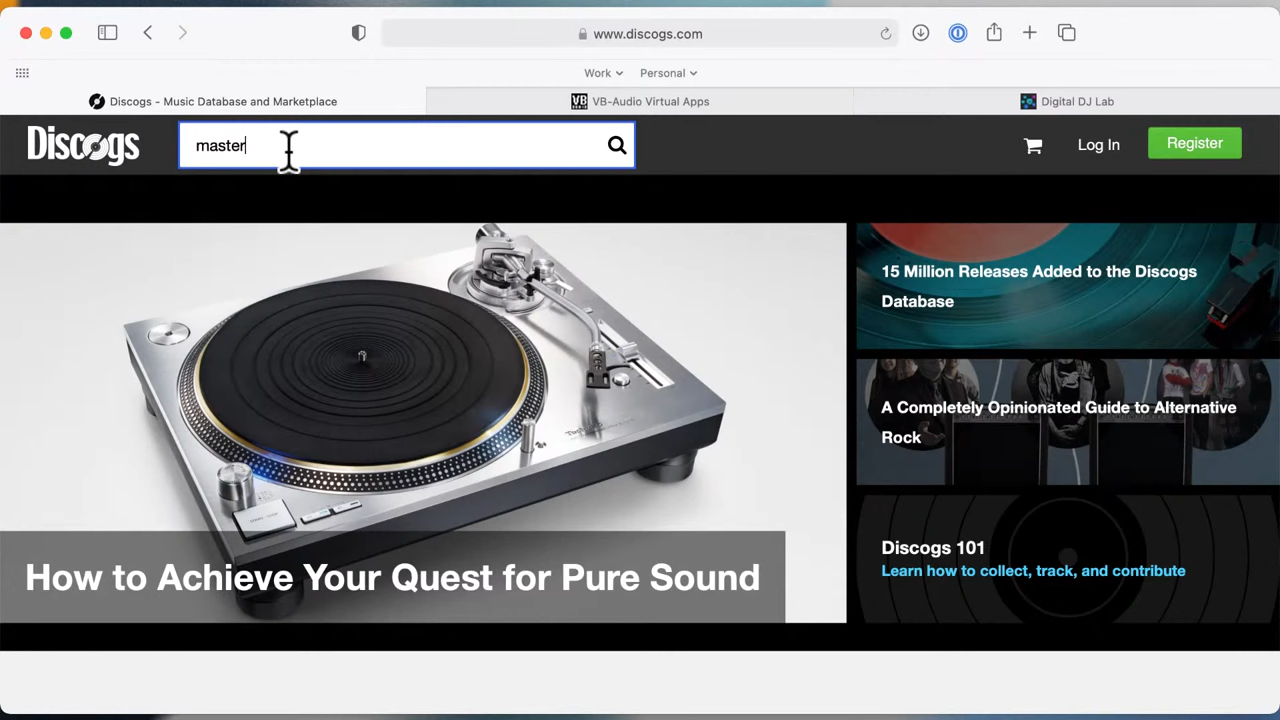 www.discogs.com
Work
Personal
Discogs - Music Database and Marketplace
VB-Audio Virtual Apps
Digital DJ Lab
Discogs
master
Log In
Register
15 Million Releases Added to the Discogs
Database
A Completely Opinionated Guide to Alternative
Rock
Discogs 101
Learn how to collect, track, and contribute
How to Achieve Your Quest for Pure Sound